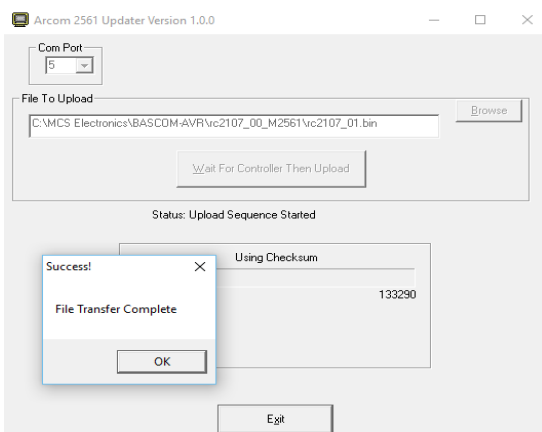 Arcom 2561 Updater Version 1.0.0
Com Port
5
File To Upload
C:\MCS Electronics\BASCOM-AVR\rc2107_00_M2561\rc2107_01.bin
Browse
Wait For Controller Then Upload
Status: Upload Sequence Started
Using Checksum
133290
Success!
File Transfer Complete
OK
Exit